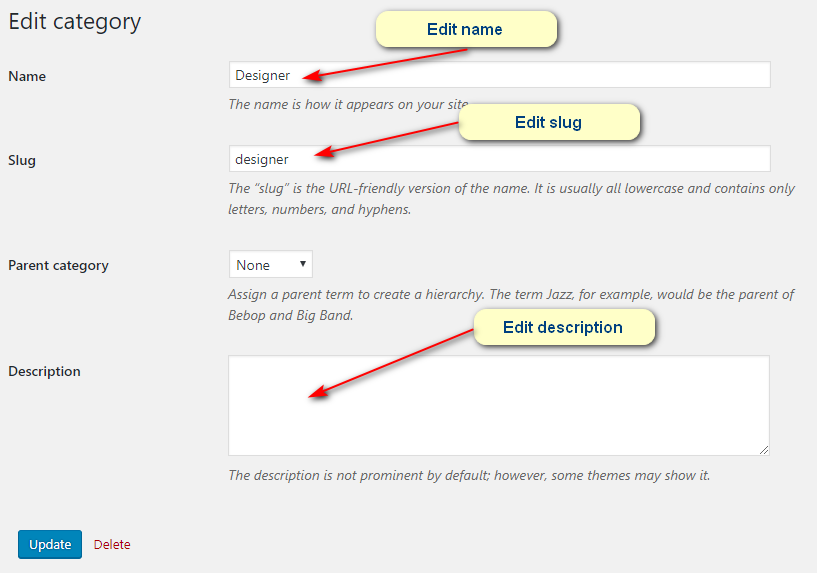 Edit category
Edit name
Name
Designer
The name is how it appears on your site
Edit slug
Slug
designer
The “slug” is the URL-friendly version of the name. It is usually all lowercase and contains only
letters, numbers, and hyphens.
Parent category
None
Assign a parent term to create a hierarchy. The term Jazz, for example, would be the parent of
Bebop and Big Band.
Edit description
Description
The description is not prominent by default; however, some themes may show it.
Update
Delete